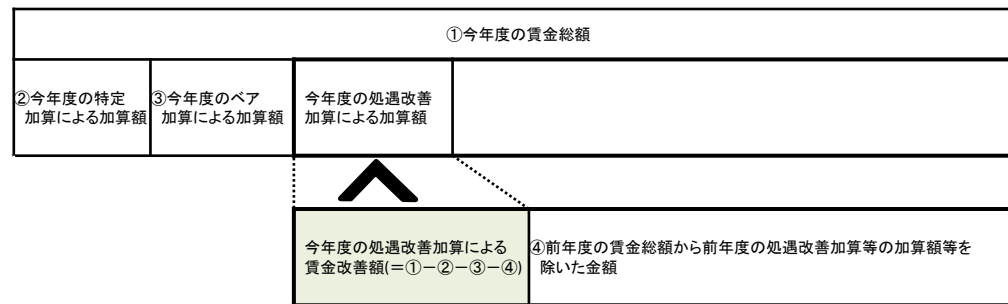 ①今年度の賃金総額
②今年度の特定
加算による加算額
③今年度のベア
加算による加算額
今年度の処遇改善
加算による加算額
今年度の処遇改善加算による
賃金改善額(=①-②-③-④)
④前年度の賃金総額から前年度の処遇改善加算等の加算額等を
除いた金額